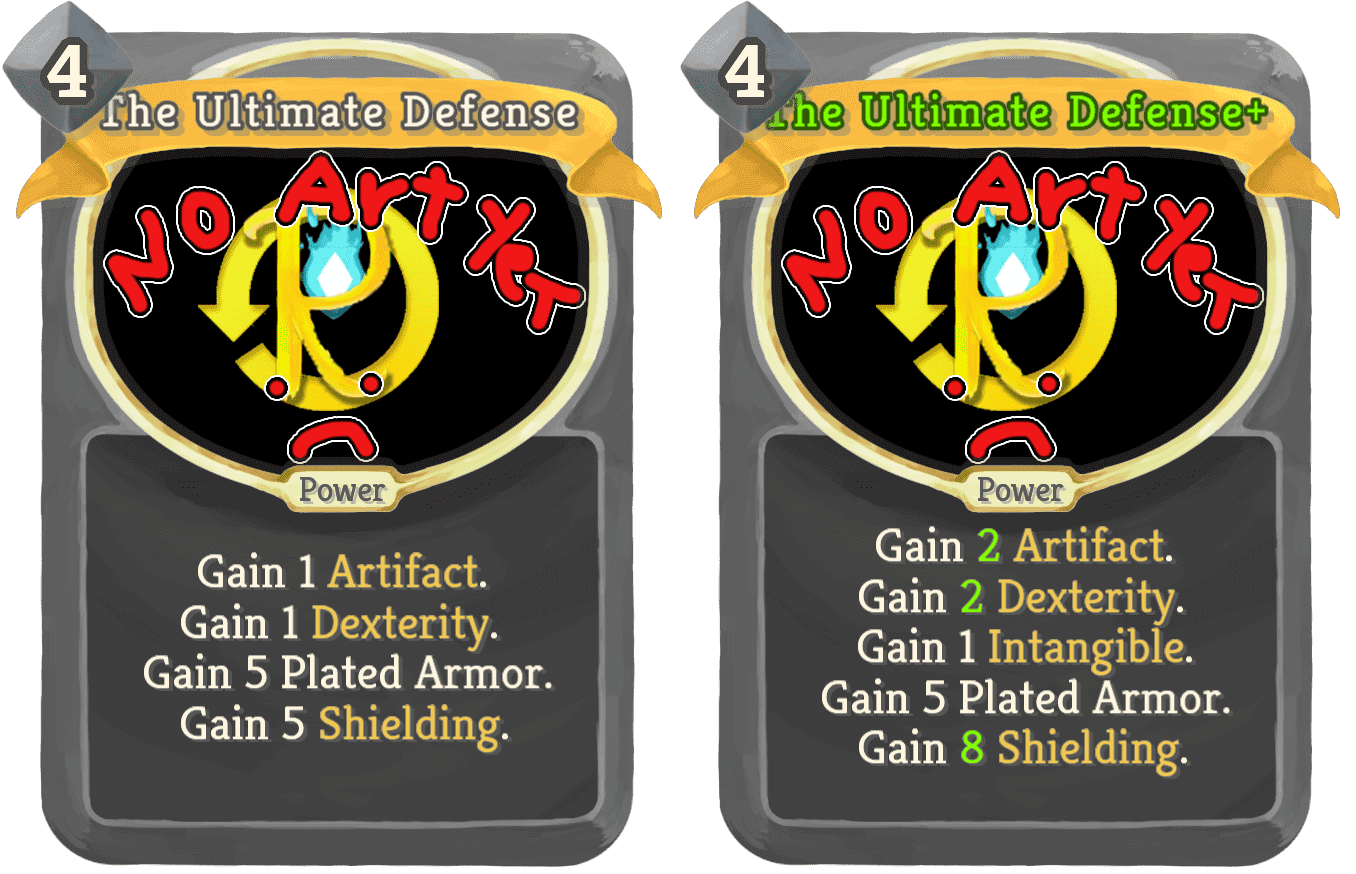 4
The Ultimate Defense
No Art Yet
R
Power
Gain 1 Artifact.
Gain 1 Dexterity.
Gain 5 Plated Armor.
Gain 5 Shielding.
4
The Ultimate Defense+
No Art Yet
R
Power
Gain 2 Artifact.
Gain 2 Dexterity.
Gain 1 Intangible.
Gain 5 Plated Armor.
Gain 8 Shielding.